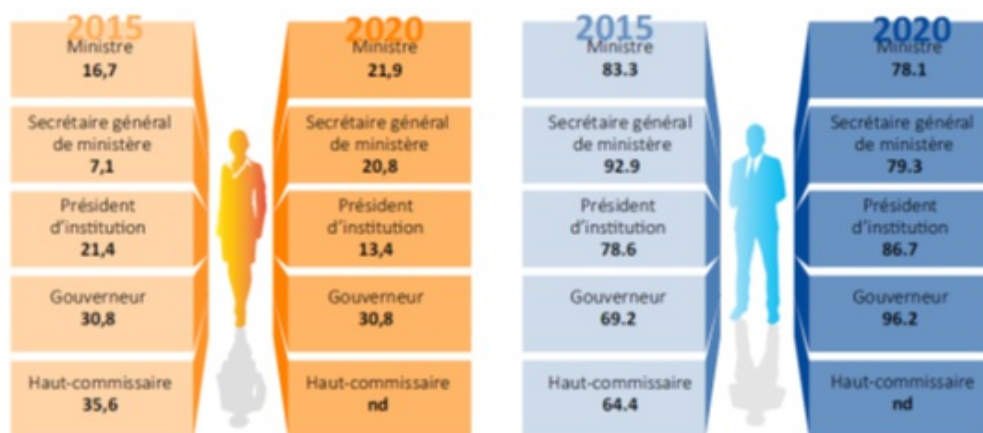 2015
Ministre
16,7
Secrétaire général
de ministère
7,1
Président
d'institution
21,4
Gouverneur
30,8
Haut-commissaire
35,6
2020
Ministre
21,9
Secrétaire général
de ministère
20,8
Président
d'institution
13,4
Gouverneur
30,8
Haut-commissaire
nd
2015
Ministre
83.3
Secrétaire général
de ministère
92.9
Président
d'institution
78.6
Gouverneur
69.2
Haut-commissaire
64.4
2020
Ministre
78.1
Secrétaire général
de ministère
79.3
Président
d'institution
86.7
Gouverneur
96.2
Haut-commissaire
nd